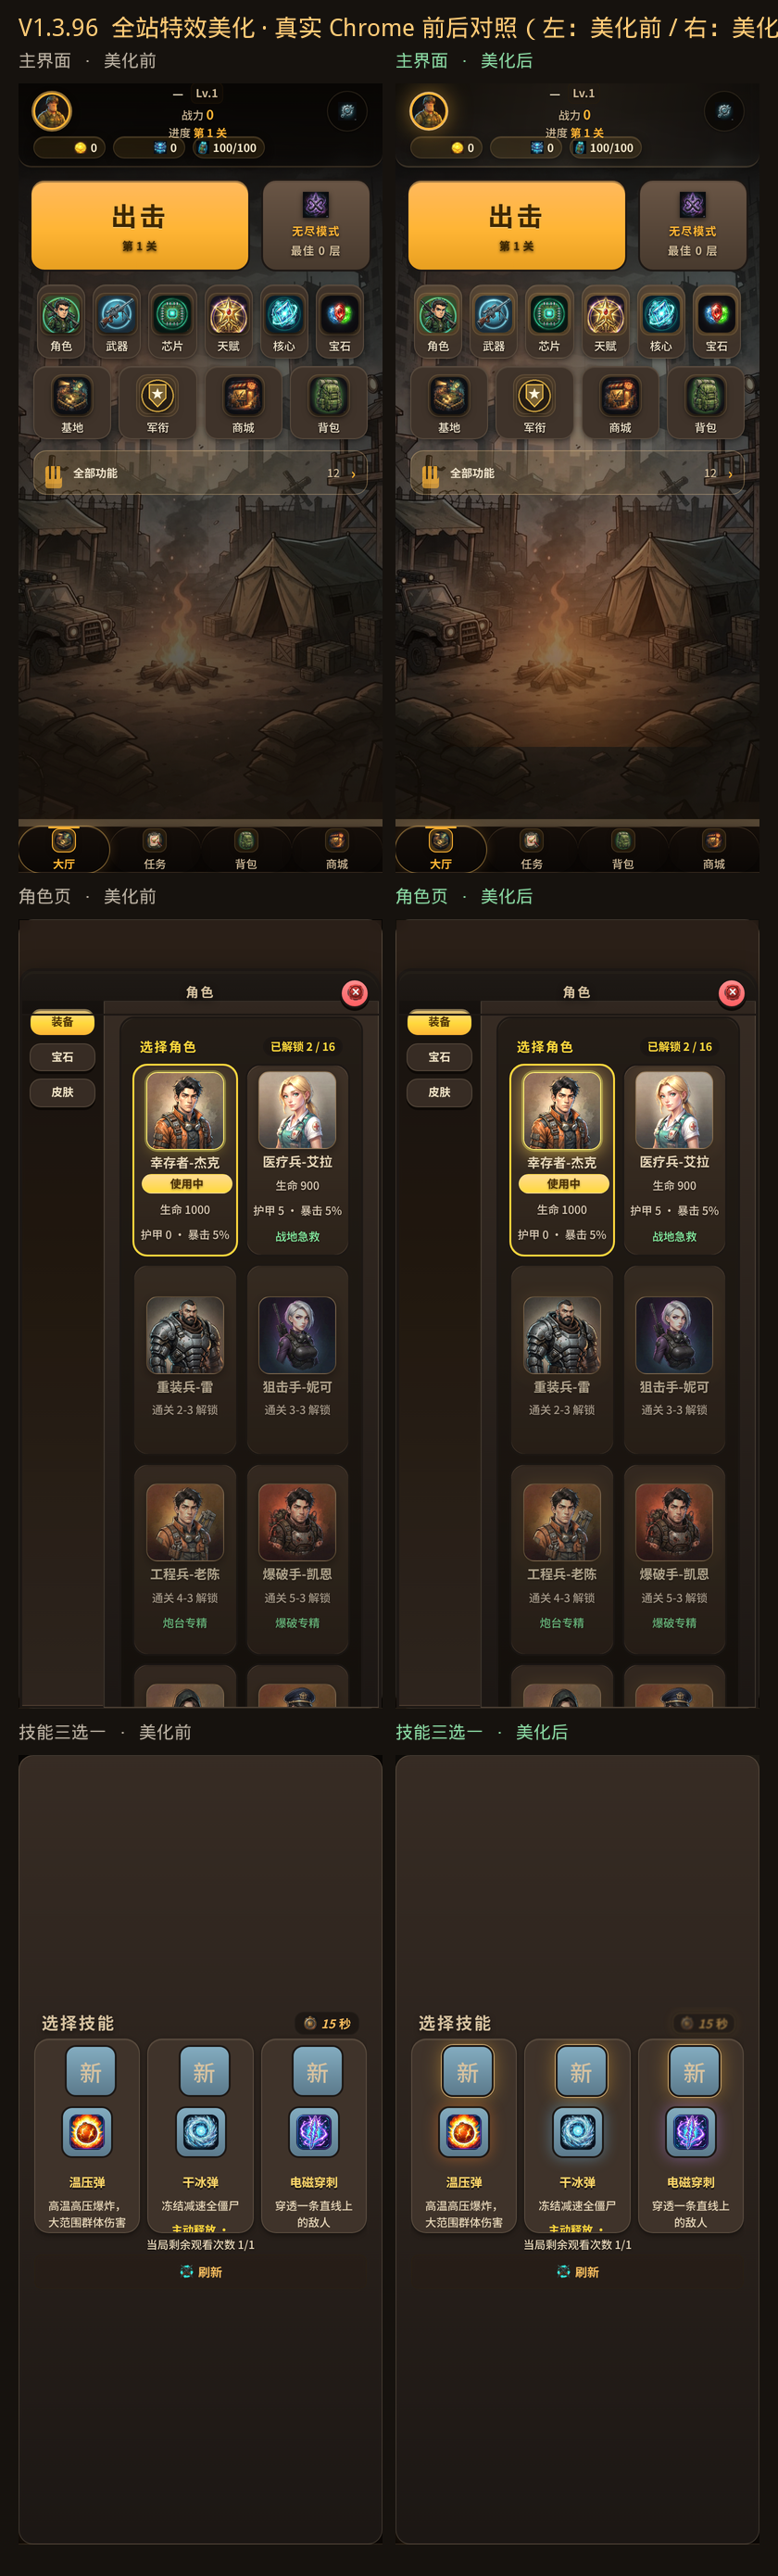 V1.3.96 全站特效美化 · 真实 Chrome 前后对照（左：美化前 / 右：美化
主界面 · 美化前
主界面 · 美化后
— Lv.1
战力 0
进度 第 1 关
0
0
100/100
— Lv.1
战力 0
进度 第 1 关
0
0
100/100
出击
第 1 关
无尽模式
最佳 0 层
出击
第 1 关
无尽模式
最佳 0 层
角色 武器 芯片 天赋 核心 宝石
角色 武器 芯片 天赋 核心 宝石
基地 军衔 商城 背包
基地 军衔 商城 背包
全部功能 12 ›
全部功能 12 ›
大厅 任务 背包 商城
大厅 任务 背包 商城
角色页 · 美化前
角色页 · 美化后
角色
装备
宝石
皮肤
选择角色 已解锁 2 / 16
幸存者-杰克
使用中
生命 1000
护甲 0 · 暴击 5%
医疗兵-艾拉
生命 900
护甲 5 · 暴击 5%
战地急救
重装兵-雷
通关 2-3 解锁
狙击手-妮可
通关 3-3 解锁
工程兵-老陈
通关 4-3 解锁
炮台专精
爆破手-凯恩
通关 5-3 解锁
爆破专精
角色
装备
宝石
皮肤
选择角色 已解锁 2 / 16
幸存者-杰克
使用中
生命 1000
护甲 0 · 暴击 5%
医疗兵-艾拉
生命 900
护甲 5 · 暴击 5%
战地急救
重装兵-雷
通关 2-3 解锁
狙击手-妮可
通关 3-3 解锁
工程兵-老陈
通关 4-3 解锁
炮台专精
爆破手-凯恩
通关 5-3 解锁
爆破专精
技能三选一 · 美化前
技能三选一 · 美化后
选择技能 15 秒
新
温压弹
高温高压爆炸，
大范围群体伤害
新
干冰弹
冻结减速全僵尸
主动释放 ·
新
电磁穿刺
穿透一条直线上
的敌人
当局剩余观看次数 1/1
刷新
选择技能 15 秒
新
温压弹
高温高压爆炸，
大范围群体伤害
新
干冰弹
冻结减速全僵尸
主动释放 ·
新
电磁穿刺
穿透一条直线上
的敌人
当局剩余观看次数 1/1
刷新